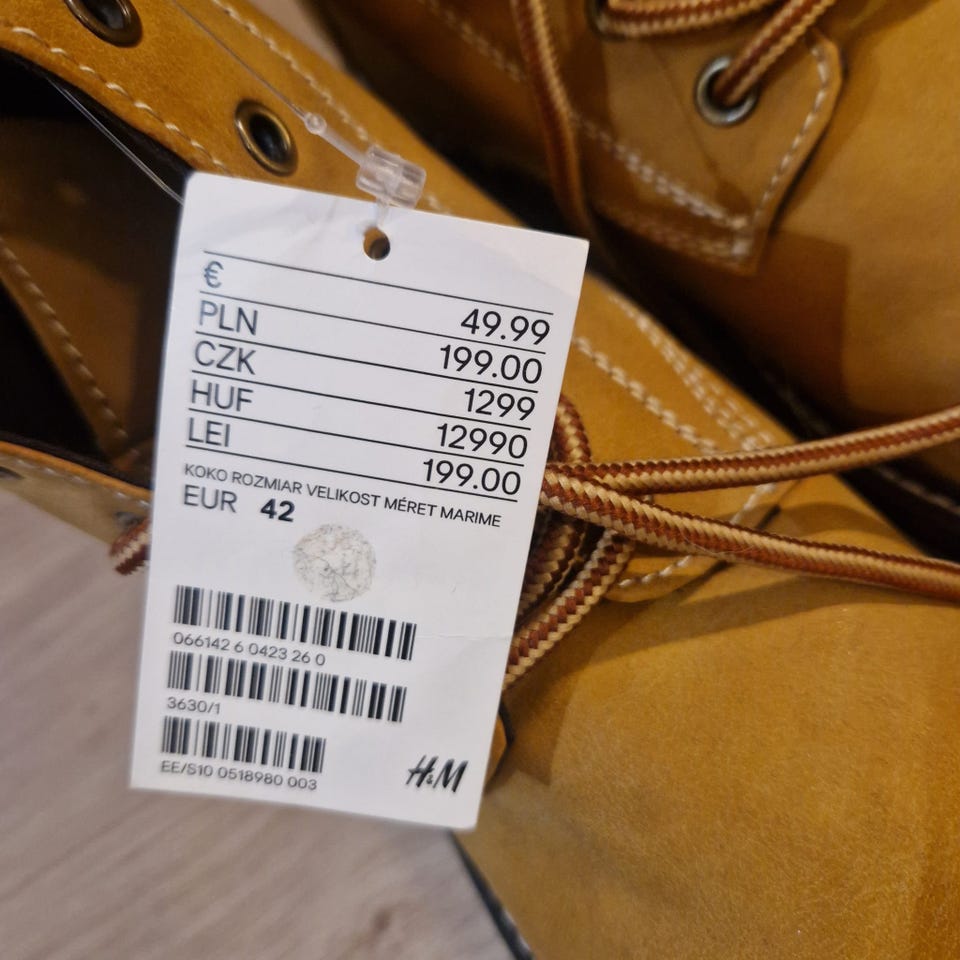 € 49.99
PLN 199.00
CZK 1299
HUF 12990
LEI 199.00
KOKO ROZMIAR VELIKOST MÉRET MARIME
EUR 42
066142 6 0423 26 0
3630/1
EE/S10 0518980 003
H&M